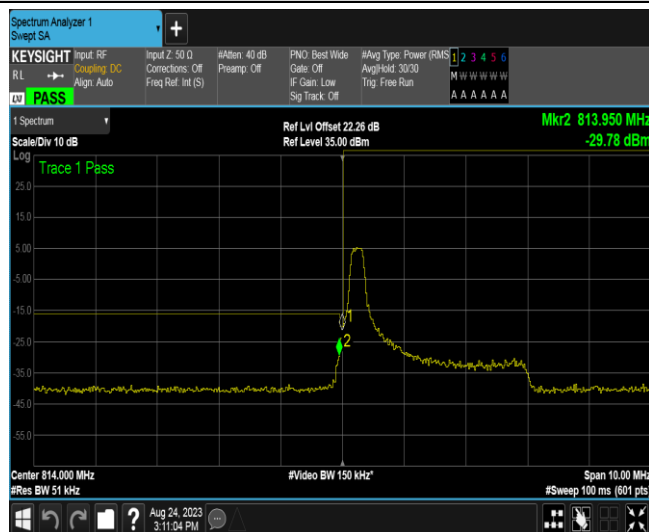 Spectrum Analyzer 1
Swept SA
+
KEYSIGHT
RL
LXI PASS
Input: RF
Coupling: DC
Align: Auto
Input Z: 50 Ω
Corrections: Off
Freq Ref: Int (S)
#Atten: 40 dB
Preamp: Off
PNO: Best Wide
Gate: Off
IF Gain: Low
Sig Track: Off
#Avg Type: Power (RMS
Avg|Hold: 30/30
Trig: Free Run
1 2 3 4 5 6
M W W W W W
A A A A A A
1 Spectrum
Scale/Div 10 dB
Log
Ref Lvl Offset 22.26 dB
Ref Level 35.00 dBm
Mkr2 813.950 MHz
-29.78 dBm
Trace 1 Pass
25.0
15.0
5.00
-5.00
-15.0
-25.0
-35.0
-45.0
-55.0
1
2
Center 814.000 MHz
#Res BW 51 kHz
#Video BW 150 kHz*
Span 10.00 MHz
#Sweep 100 ms (601 pts)
?
Aug 24, 2023
3:11:04 PM